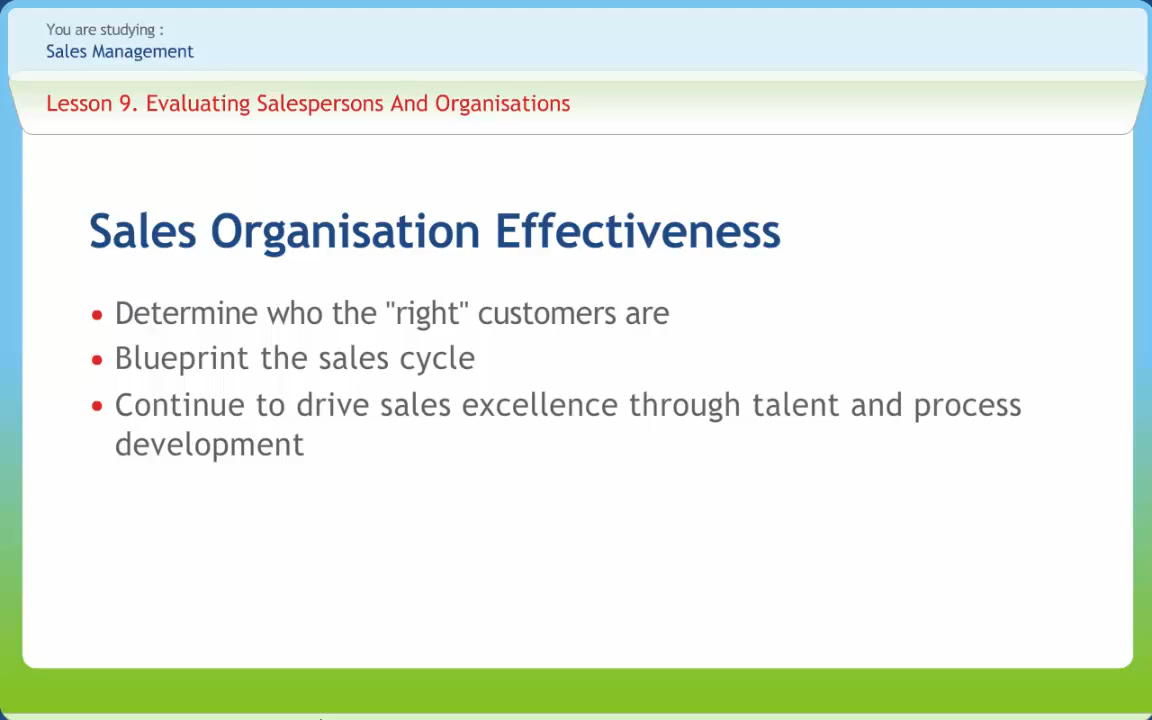 You are studying :
Sales Management
Lesson 9. Evaluating Salespersons And Organisations
Sales Organisation Effectiveness
• Determine who the "right" customers are
• Blueprint the sales cycle
• Continue to drive sales excellence through talent and process
development